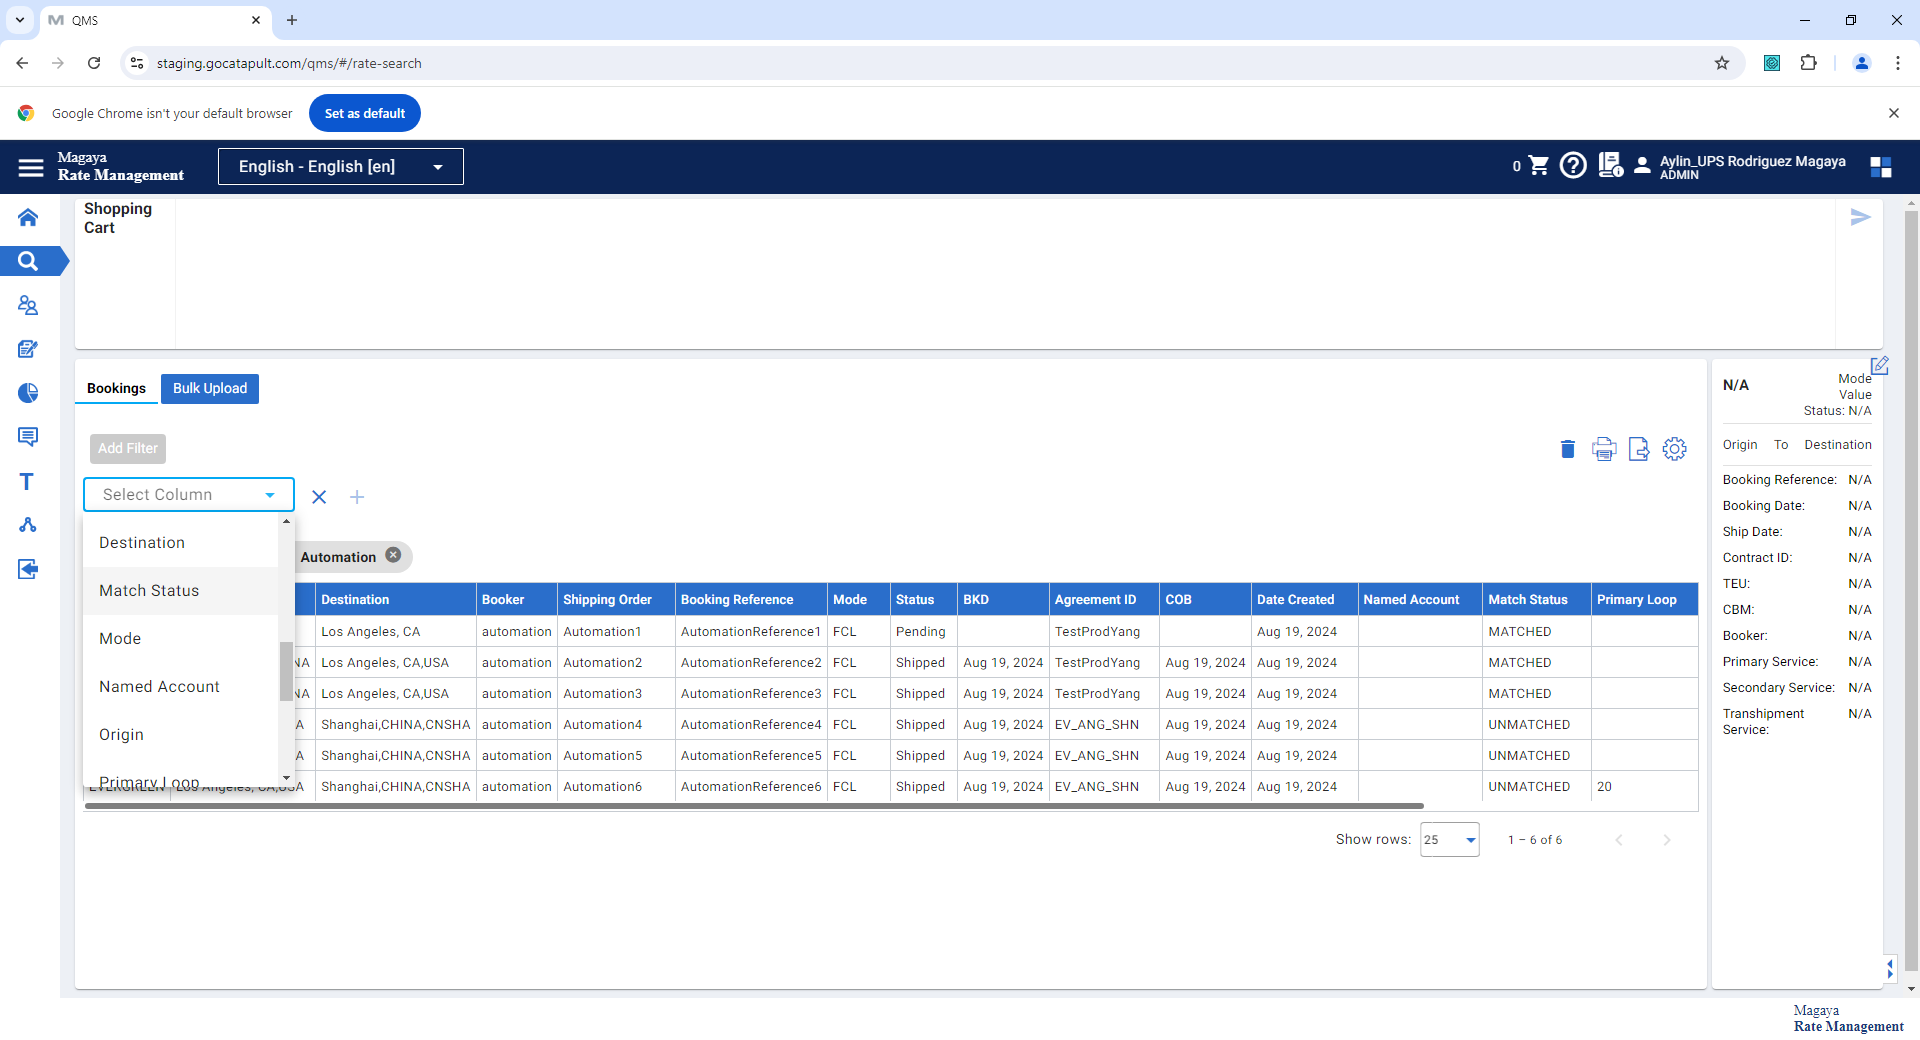 QMS
staging.gocatapult.com/qms/#/rate-search
Google Chrome isn't your default browser
Set as default
Magaya
Rate Management
English - English [en]
0
Aylin_UPS Rodriguez Magaya
ADMIN
Shopping
Cart
Bookings
Bulk Upload
Add Filter
Select Column
Destination
Match Status
Mode
Named Account
Origin
Primary Loop
Automation
Destination Booker Shipping Order Booking Reference Mode Status BKD Agreement ID COB Date Created Named Account Match Status Primary Loop
Los Angeles, CA automation Automation1 AutomationReference1 FCL Pending TestProdYang Aug 19, 2024 MATCHED
NA Los Angeles, CA,USA automation Automation2 AutomationReference2 FCL Shipped Aug 19, 2024 TestProdYang Aug 19, 2024 Aug 19, 2024 MATCHED
NA Los Angeles, CA,USA automation Automation3 AutomationReference3 FCL Shipped Aug 19, 2024 TestProdYang Aug 19, 2024 Aug 19, 2024 MATCHED
A Shanghai,CHINA,CNSHA automation Automation4 AutomationReference4 FCL Shipped Aug 19, 2024 EV_ANG_SHN Aug 19, 2024 Aug 19, 2024 UNMATCHED
A Shanghai,CHINA,CNSHA automation Automation5 AutomationReference5 FCL Shipped Aug 19, 2024 EV_ANG_SHN Aug 19, 2024 Aug 19, 2024 UNMATCHED
EVERGREEN Los Angeles, CA,USA Shanghai,CHINA,CNSHA automation Automation6 AutomationReference6 FCL Shipped Aug 19, 2024 EV_ANG_SHN Aug 19, 2024 Aug 19, 2024 UNMATCHED 20
Show rows: 25 1 – 6 of 6
N/A
Mode
Value
Status: N/A
Origin To Destination
Booking Reference: N/A
Booking Date: N/A
Ship Date: N/A
Contract ID: N/A
TEU: N/A
CBM: N/A
Booker: N/A
Primary Service: N/A
Secondary Service: N/A
Transhipment N/A
Service:
Magaya
Rate Management